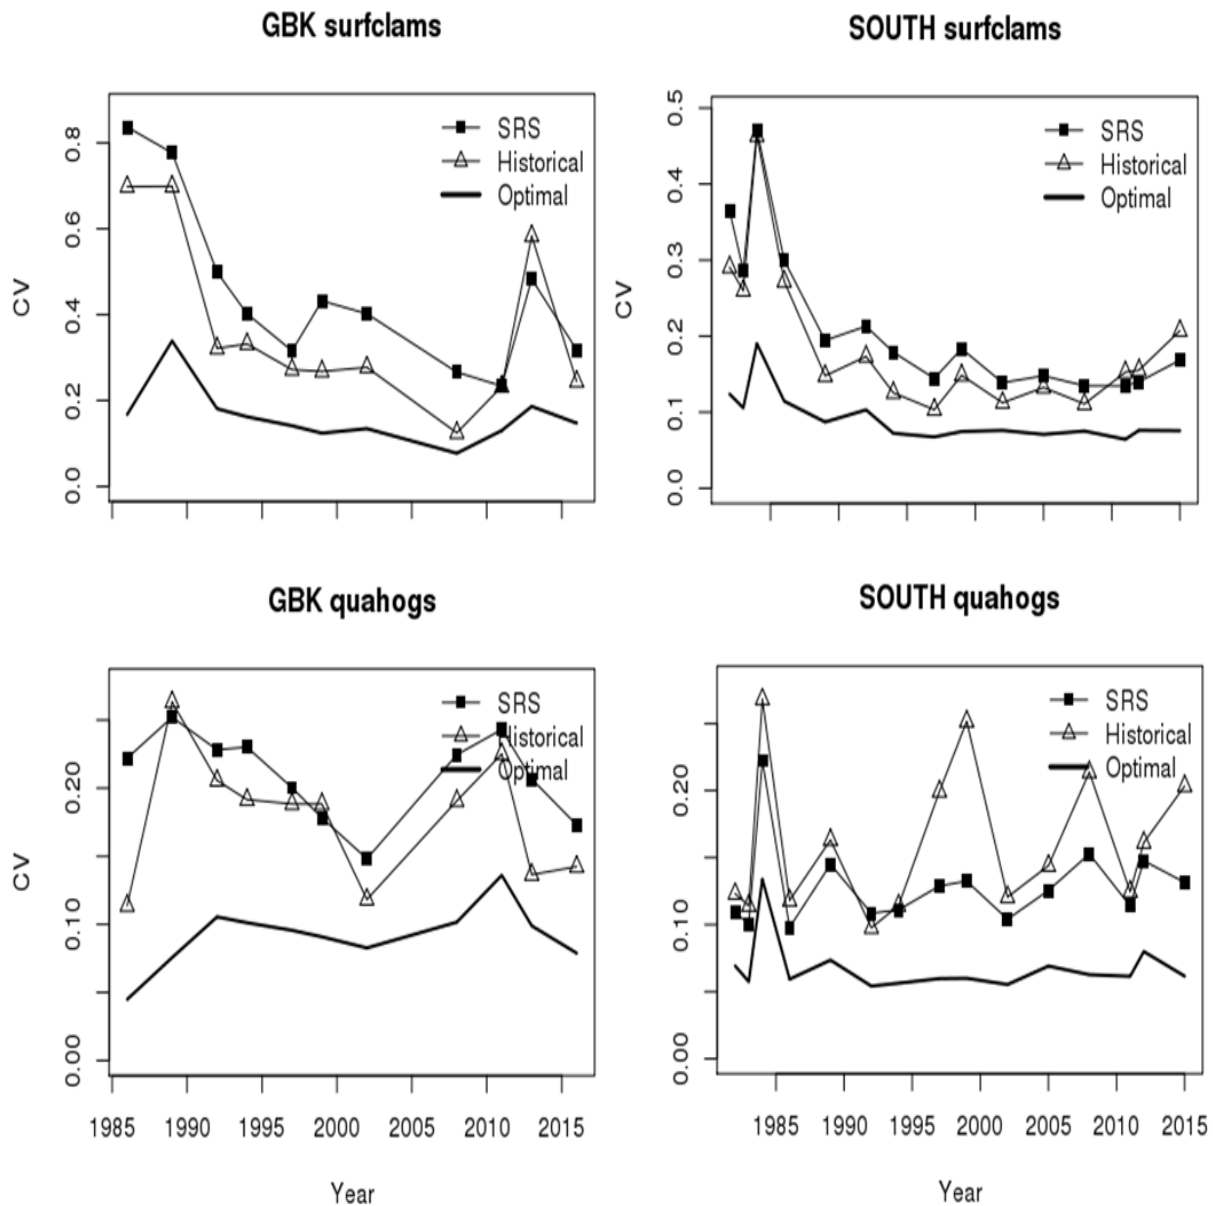 GBK surfclams
SRS
Historical
Optimal
CV
0.8
0.6
0.4
0.2
0.0
SOUTH surfclams
SRS
Historical
Optimal
CV
0.5
0.4
0.3
0.2
0.1
0.0
GBK quahogs
SRS
Historical
Optimal
CV
0.20
0.10
0.00
1985 1990 1995 2000 2005 2010 2015
Year
SOUTH quahogs
SRS
Historical
Optimal
0.20
0.10
0.00
1985 1990 1995 2000 2005 2010 2015
Year